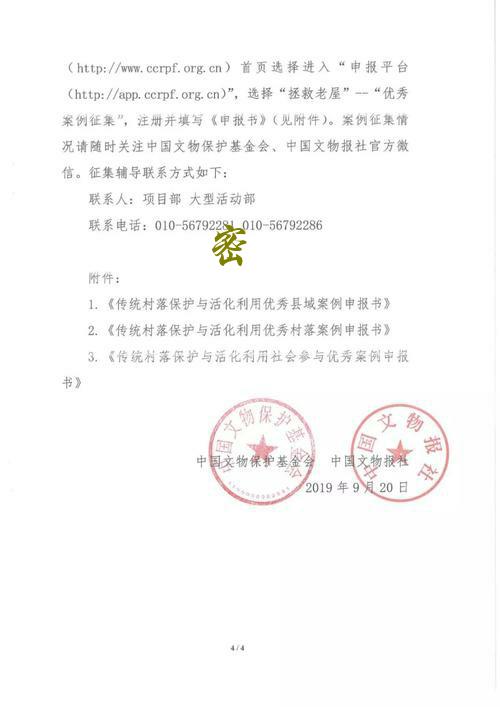 （http://www.ccrpf.org.cn）首页选择进入“申报平台
（http://app.ccrpf.org.cn）”，选择“拯救老屋”--“优秀
案例征集”，注册并填写《申报书》（见附件）。案例征集情
况请随时关注中国文物保护基金会、中国文物报社官方微
信。征集辅导联系方式如下：
联系人：项目部 大型活动部
联系电话：010-56792281 010-56792286
密
附件：
1.《传统村落保护与活化利用优秀县域案例申报书》
2.《传统村落保护与活化利用优秀村落案例申报书》
3.《传统村落保护与活化利用社会参与优秀案例申报
书》
中国文物保护基金会
中国文物报社
中国文物保护基金会 中国文物报社
2019年9月20日
4/4